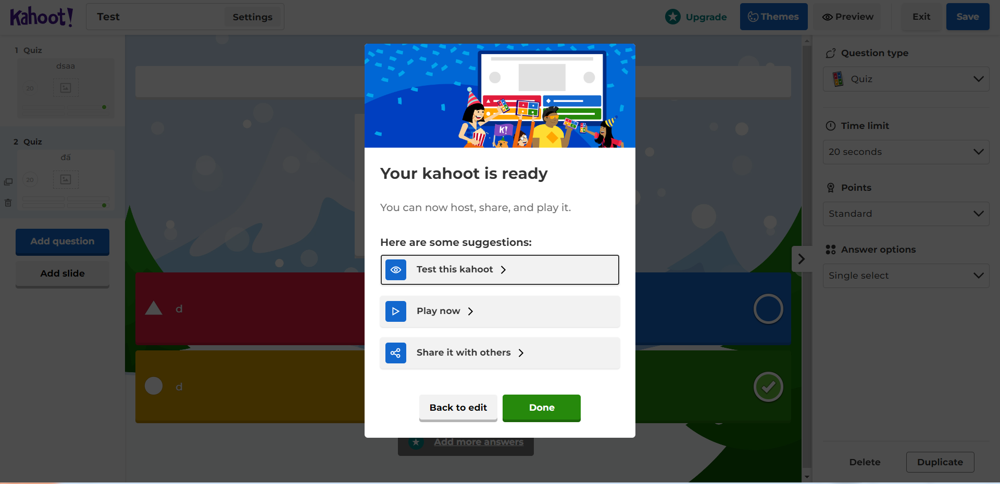 Kahoot!
Test
Settings
Upgrade
Themes
Preview
Exit
Save
1 Quiz
dsaa
20
2 Quiz
đấ
20
Add question
Add slide
K!
Your kahoot is ready
You can now host, share, and play it.
Here are some suggestions:
Test this kahoot
Play now
Share it with others
Back to edit
Done
d
d
Add more answers
Question type
Quiz
Time limit
20 seconds
Points
Standard
Answer options
Single select
Delete
Duplicate